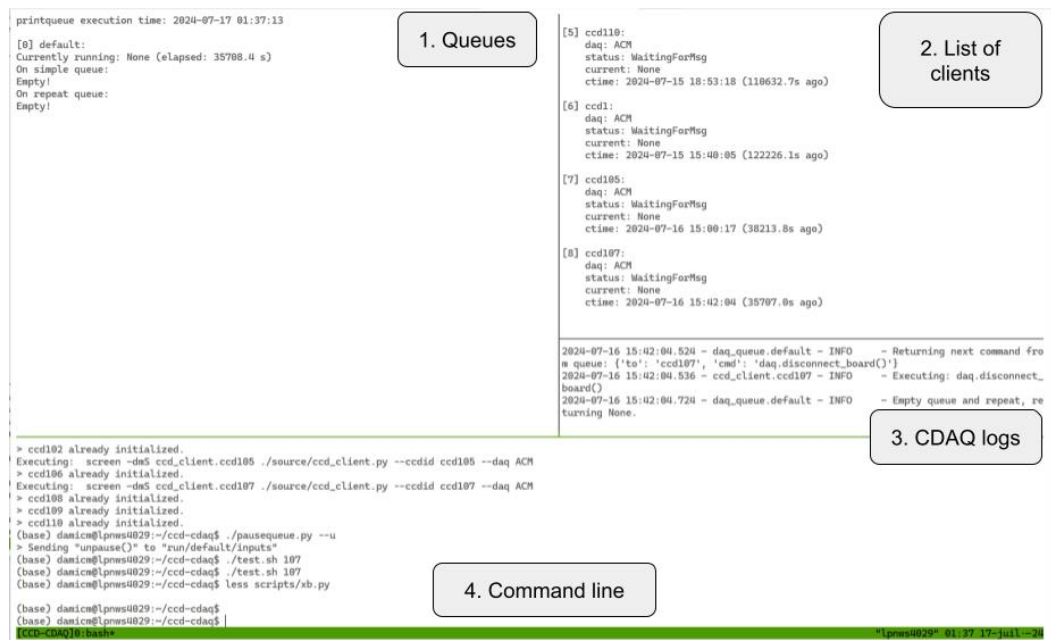 printqueue execution time: 2024-07-17 01:37:13
[0] default:
Currently running: None (elapsed: 35708.4 s)
On simple queue:
Empty!
On repeat queue:
Empty!
1. Queues
[5] ccd110:
daq: ACM
status: WaitingForMsg
current: None
ctime: 2024-07-15 18:53:18 (110632.7s ago)
[6] ccd1:
daq: ACM
status: WaitingForMsg
current: None
ctime: 2024-07-15 15:40:05 (122226.1s ago)
[7] ccd105:
daq: ACM
status: WaitingForMsg
current: None
ctime: 2024-07-16 15:00:17 (38213.8s ago)
[8] ccd107:
daq: ACM
status: WaitingForMsg
current: None
ctime: 2024-07-16 15:42:04 (35707.0s ago)
2. List of
clients
2024-07-16 15:42:04.524 - daq_queue.default - INFO - Returning next command fro
m queue: {'to': 'ccd107', 'cmd': 'daq.disconnect_board()'}
2024-07-16 15:42:04.536 - ccd_client.ccd107 - INFO - Executing: daq.disconnect_
board()
2024-07-16 15:42:04.724 - daq_queue.default - INFO - Empty queue and repeat, re
turning None.
3. CDAQ logs
> ccd102 already initialized.
Executing: screen -dmS ccd_client.ccd105 ./source/ccd_client.py --ccdid ccd105 --daq ACM
> ccd106 already initialized.
Executing: screen -dmS ccd_client.ccd107 ./source/ccd_client.py --ccdid ccd107 --daq ACM
> ccd108 already initialized.
> ccd109 already initialized.
> ccd110 already initialized.
(base) damicm@lpnws4029:~/ccd-cdaq$ ./pausequeue.py --u
> Sending "unpause()" to "run/default/inputs"
(base) damicm@lpnws4029:~/ccd-cdaq$ ./test.sh 107
(base) damicm@lpnws4029:~/ccd-cdaq$ ./test.sh 107
(base) damicm@lpnws4029:~/ccd-cdaq$ less scripts/xb.py
(base) damicm@lpnws4029:~/ccd-cdaq$
(base) damicm@lpnws4029:~/ccd-cdaq$
4. Command line
[CCD-CDAQ]0:bash* "lpnws4029" 01:37 17-juil.-24